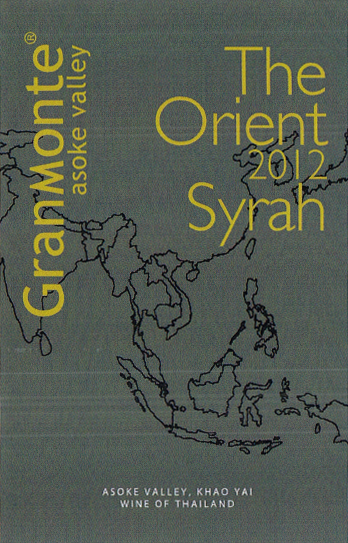 GranMonte®
asoke valley
The
Orient
2012
Syrah
ASOKE VALLEY, KHAO YAI
WINE OF THAILAND